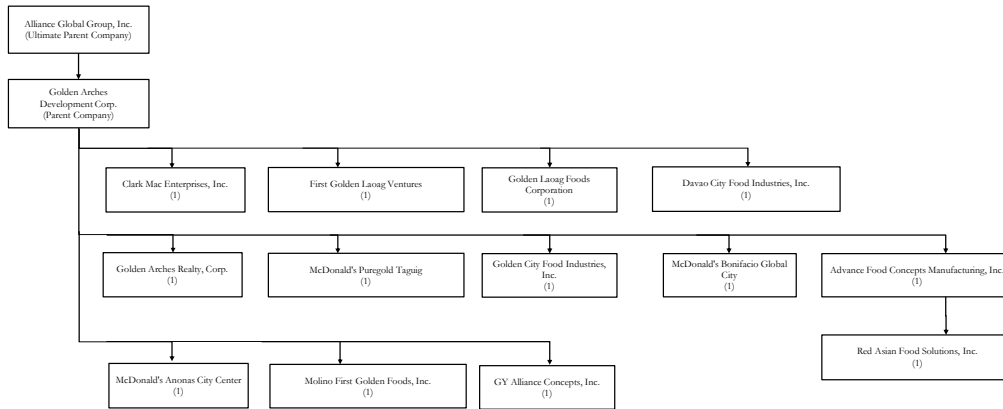 Alliance Global Group, Inc.
(Ultimate Parent Company)
Golden Arches
Development Corp.
(Parent Company)
Clark Mac Enterprises, Inc.
(1)
First Golden Laoag Ventures
(1)
Golden Laoag Foods
Corporation
(1)
Davao City Food Industries, Inc.
(1)
Golden Arches Realty, Corp.
(1)
McDonald's Puregold Taguig
(1)
Golden City Food Industries,
Inc.
(1)
McDonald's Bonifacio Global
City
(1)
Advance Food Concepts Manufacturing, Inc.
(1)
Red Asian Food Solutions, Inc.
(1)
McDonald's Anonas City Center
(1)
Molino First Golden Foods, Inc.
(1)
GY Alliance Concepts, Inc.
(1)